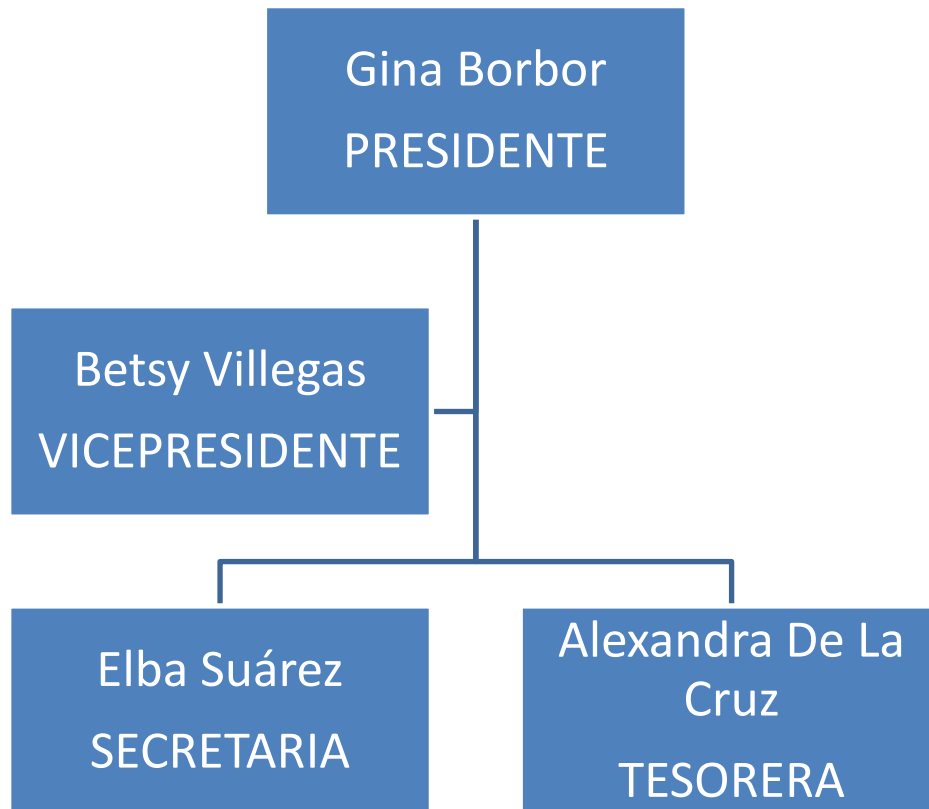 Gina Borbor
PRESIDENTE
Betsy Villegas
VICEPRESIDENTE
Elba Suárez
SECRETARIA
Alexandra De La
Cruz
TESORERA